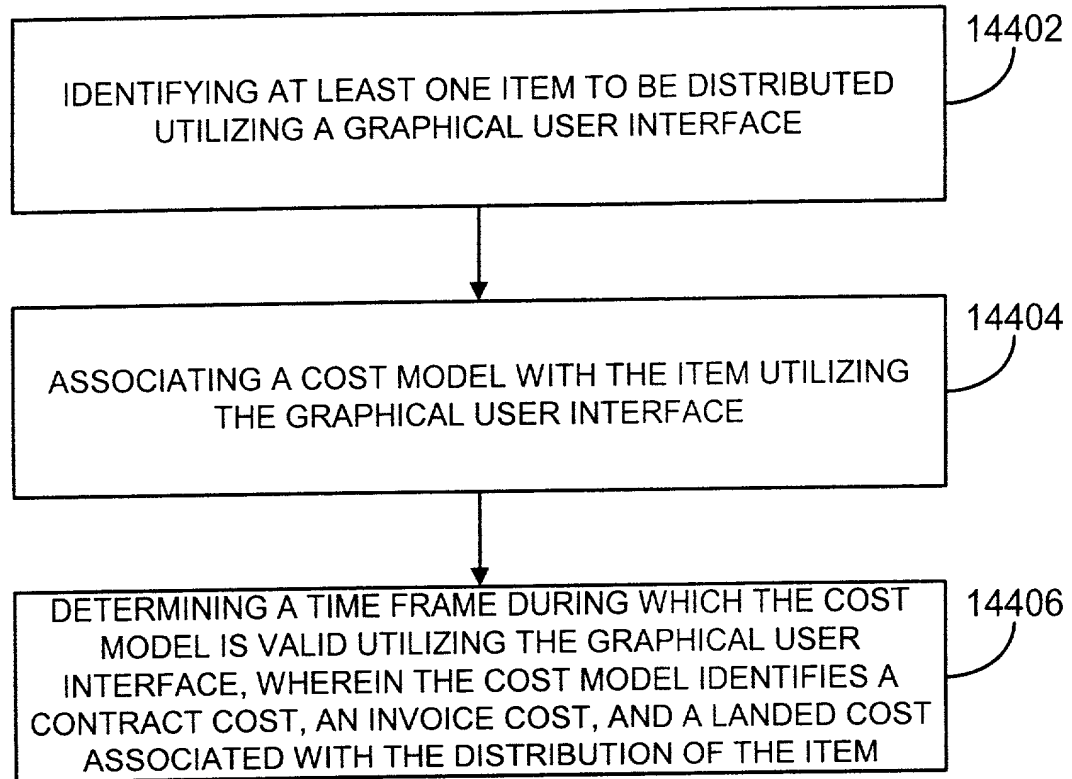 14402
IDENTIFYING AT LEAST ONE ITEM TO BE DISTRIBUTED
UTILIZING A GRAPHICAL USER INTERFACE
14404
ASSOCIATING A COST MODEL WITH THE ITEM UTILIZING
THE GRAPHICAL USER INTERFACE
14406
DETERMINING A TIME FRAME DURING WHICH THE COST
MODEL IS VALID UTILIZING THE GRAPHICAL USER
INTERFACE, WHEREIN THE COST MODEL IDENTIFIES A
CONTRACT COST, AN INVOICE COST, AND A LANDED COST
ASSOCIATED WITH THE DISTRIBUTION OF THE ITEM